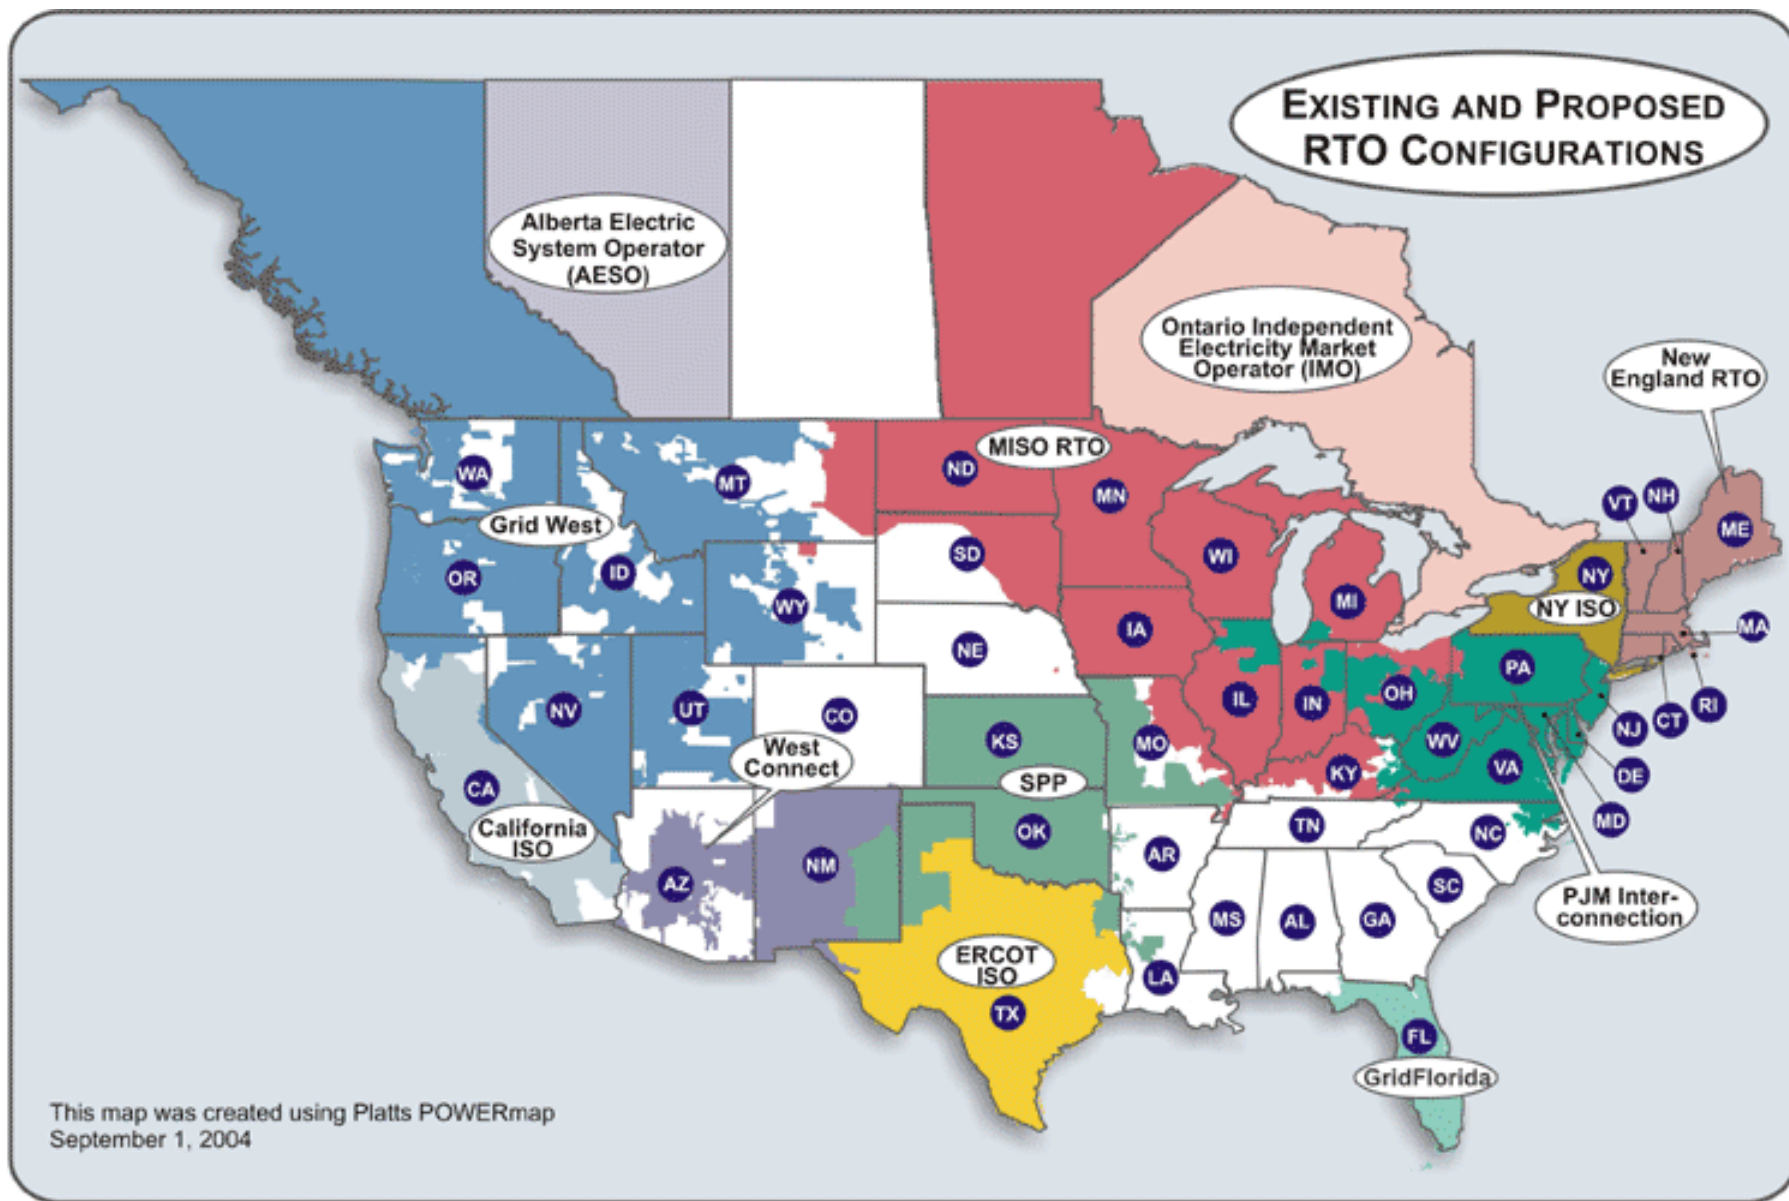 EXISTING AND PROPOSED
RTO CONFIGURATIONS
Alberta Electric
System Operator
(AESO)
Ontario Independent
Electricity Market
Operator (IMO)
New
England RTO
MISO RTO
Grid West
WA
MT
ND
MN
VT
NH
ME
OR
ID
WY
SD
WI
MI
NY
NY ISO
MA
NE
IA
PA
NV
UT
CO
IL
IN
OH
NJ
CT
RI
West
Connect
KS
MO
WV
VA
DE
KY
CA
SPP
California
ISO
OK
TN
NC
MD
AZ
NM
AR
SC
PJM Inter-
connection
MS
AL
GA
ERCOT
ISO
LA
TX
FL
GridFlorida
This map was created using Platts POWERmap
September 1, 2004